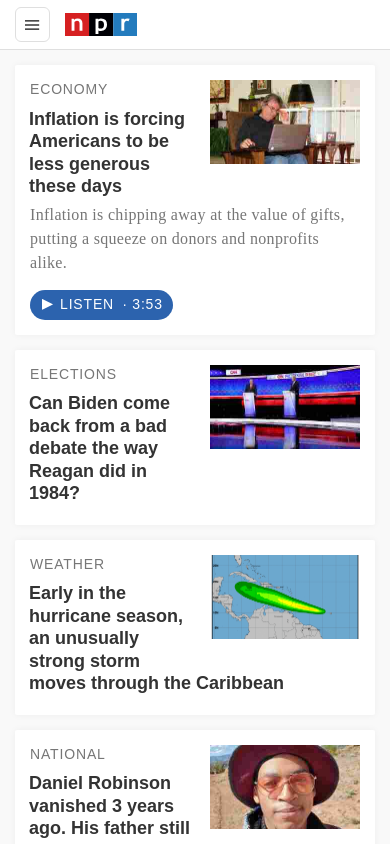 npr
ECONOMY
Inflation is forcing
Americans to be
less generous
these days
Inflation is chipping away at the value of gifts,
putting a squeeze on donors and nonprofits
alike.
LISTEN · 3:53
ELECTIONS
Can Biden come
back from a bad
debate the way
Reagan did in
1984?
WEATHER
Early in the
hurricane season,
an unusually
strong storm
moves through the Caribbean
NATIONAL
Daniel Robinson
vanished 3 years
ago. His father still